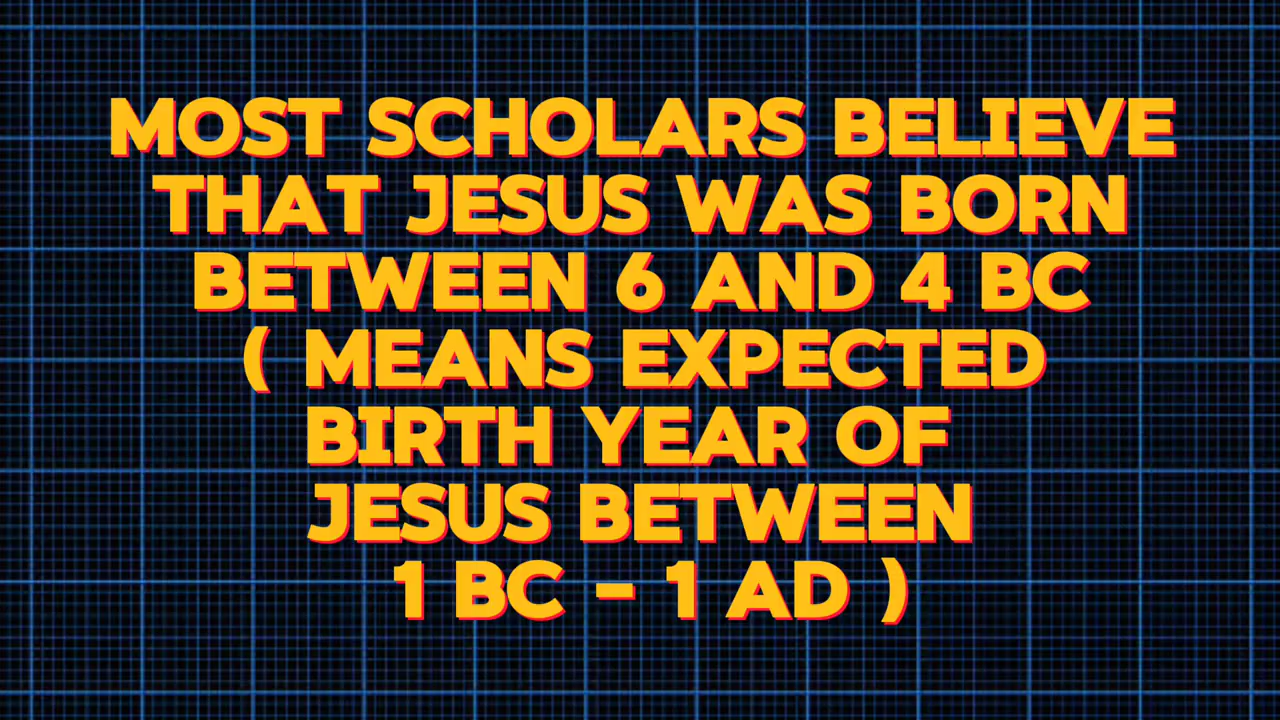 MOST SCHOLARS BELIEVE
THAT JESUS WAS BORN
BETWEEN 6 AND 4 BC
( MEANS EXPECTED
BIRTH YEAR OF
JESUS BETWEEN
1 BC - 1 AD )